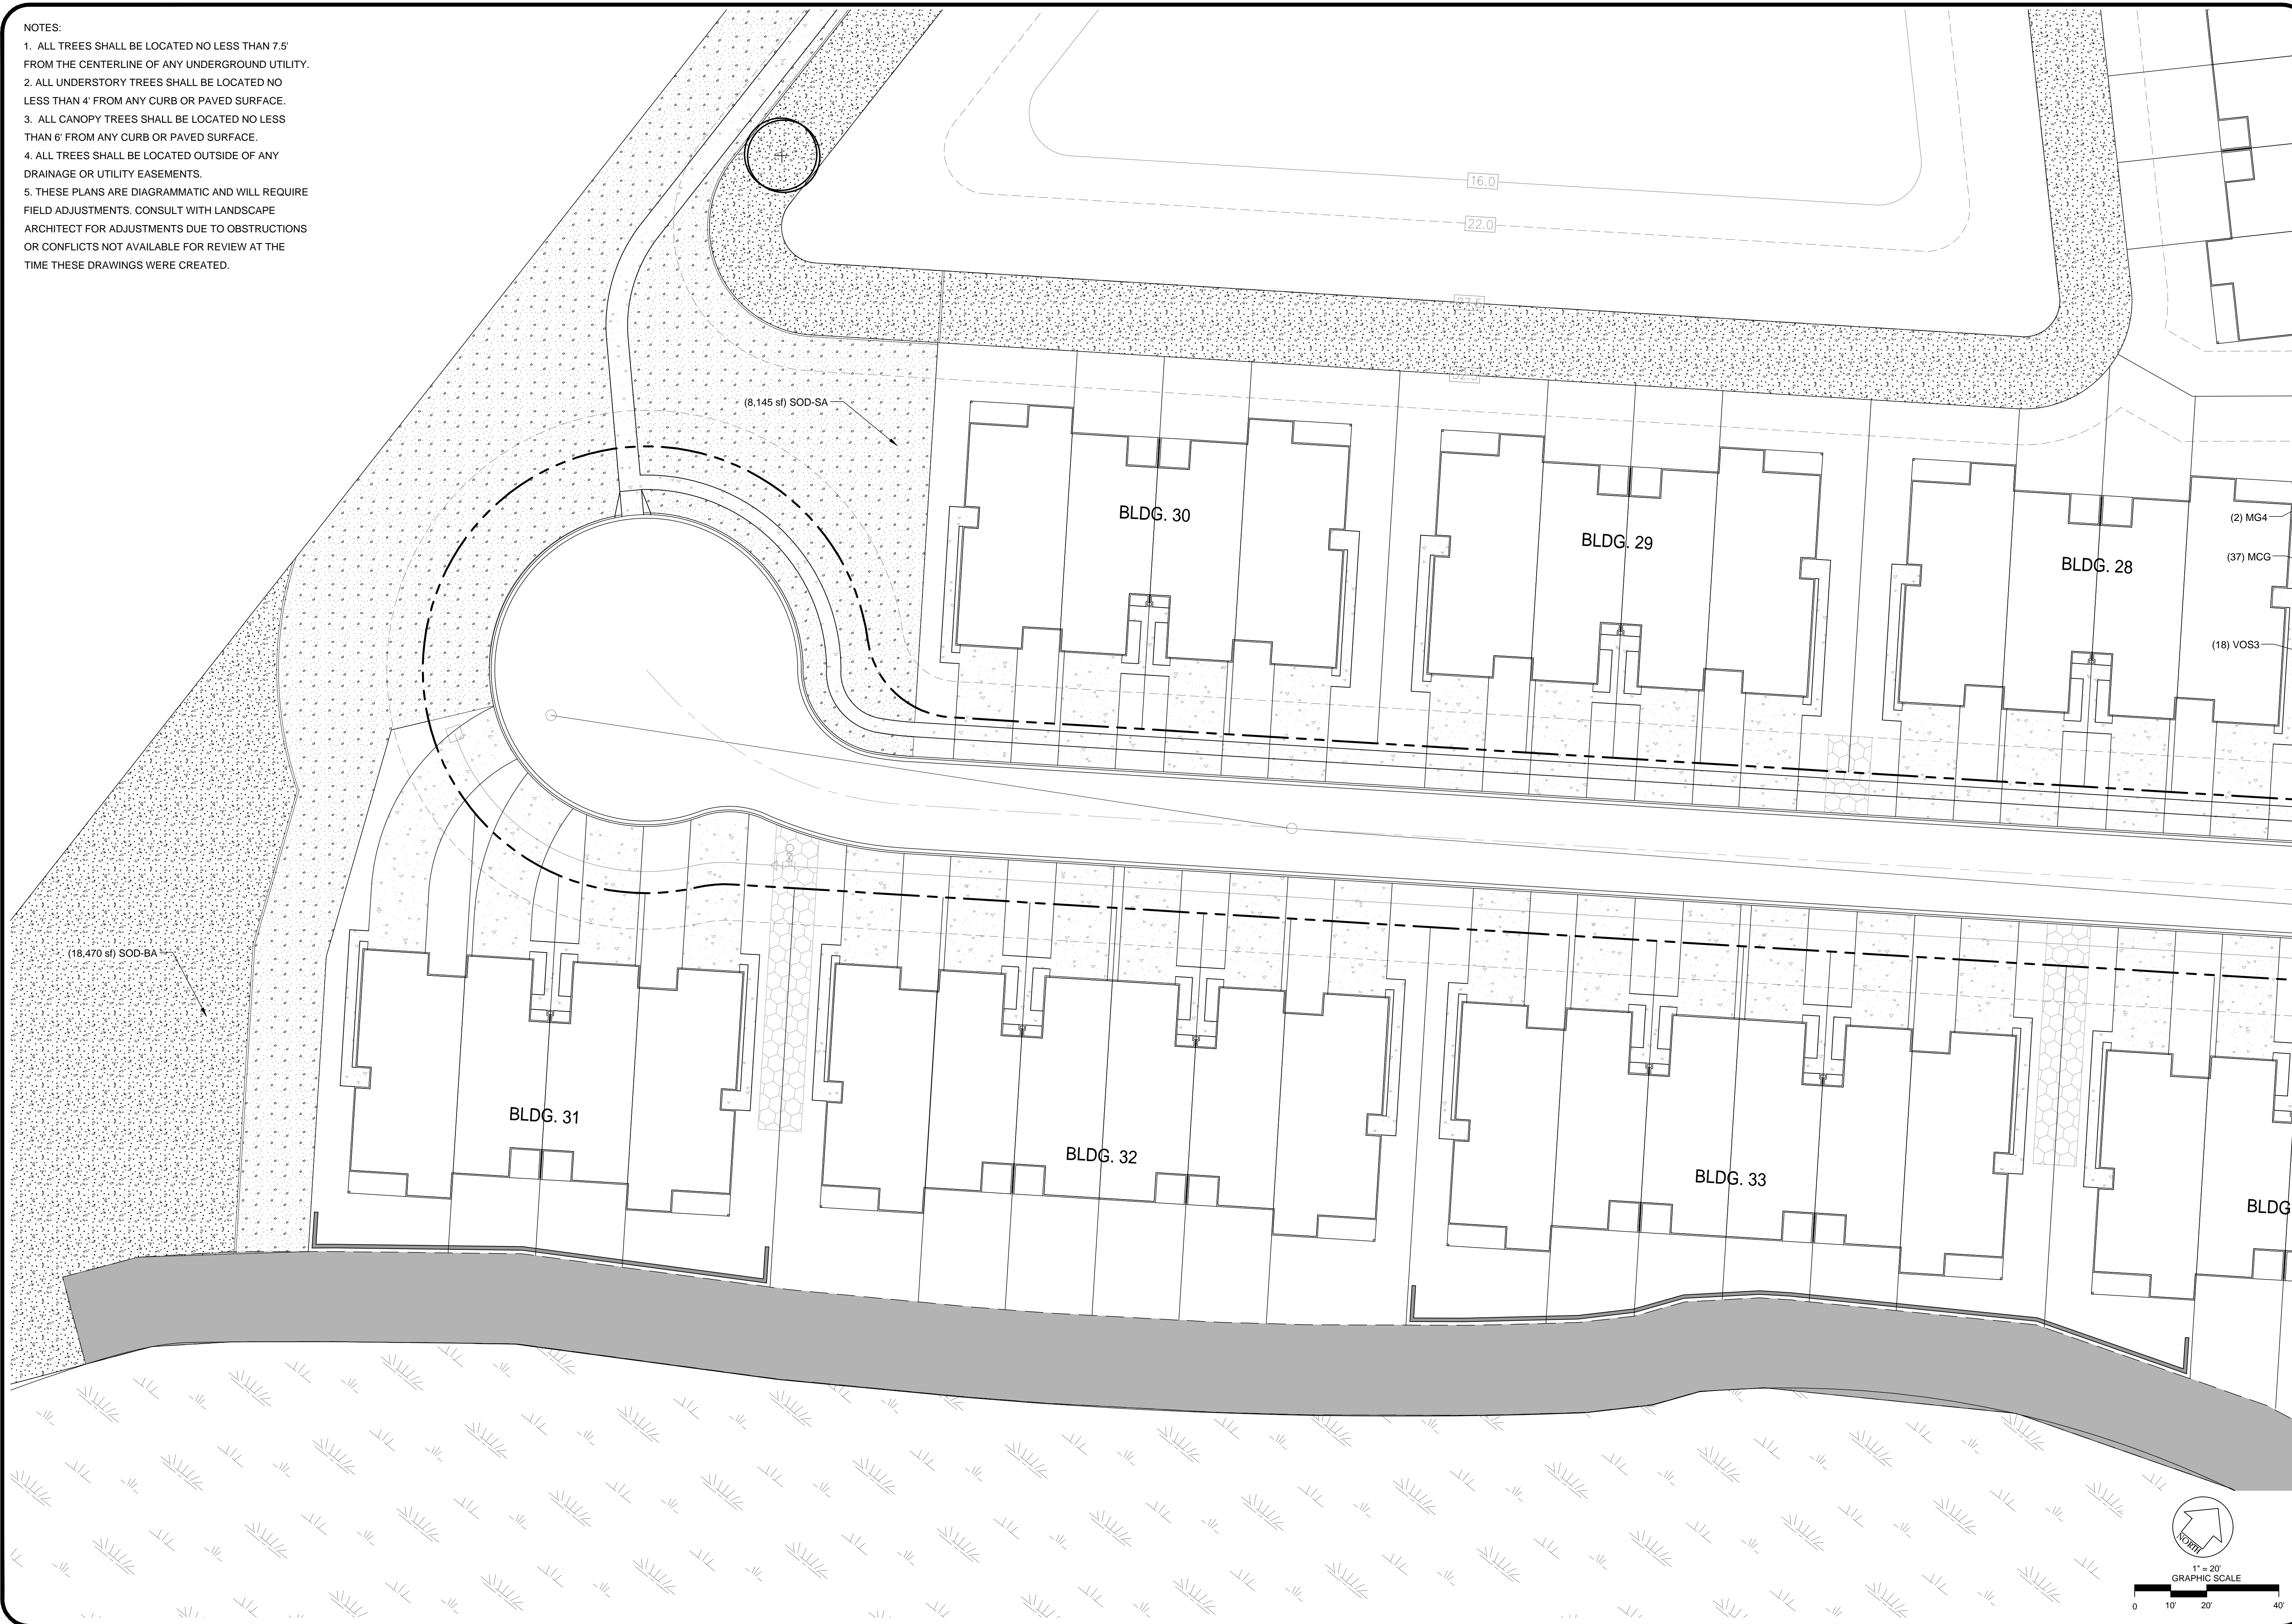 NOTES:
1. ALL TREES SHALL BE LOCATED NO LESS THAN 7.5'
FROM THE CENTERLINE OF ANY UNDERGROUND UTILITY.
2. ALL UNDERSTORY TREES SHALL BE LOCATED NO
LESS THAN 4' FROM ANY CURB OR PAVED SURFACE.
3. ALL CANOPY TREES SHALL BE LOCATED NO LESS
THAN 6' FROM ANY CURB OR PAVED SURFACE.
4. ALL TREES SHALL BE LOCATED OUTSIDE OF ANY
DRAINAGE OR UTILITY EASEMENTS.
5. THESE PLANS ARE DIAGRAMMATIC AND WILL REQUIRE
FIELD ADJUSTMENTS. CONSULT WITH LANDSCAPE
ARCHITECT FOR ADJUSTMENTS DUE TO OBSTRUCTIONS
OR CONFLICTS NOT AVAILABLE FOR REVIEW AT THE
TIME THESE DRAWINGS WERE CREATED.
16.0
22.0
(8,145 sf) SOD-SA
BLDG. 30
BLDG. 29
BLDG. 28
(2) MG4
(37) MCG
(18) VOS3
(18,470 sf) SOD-BA
BLDG. 31
BLDG. 32
BLDG. 33
BLDG
NORTH
1" = 20'
GRAPHIC SCALE
0 10' 20' 40'